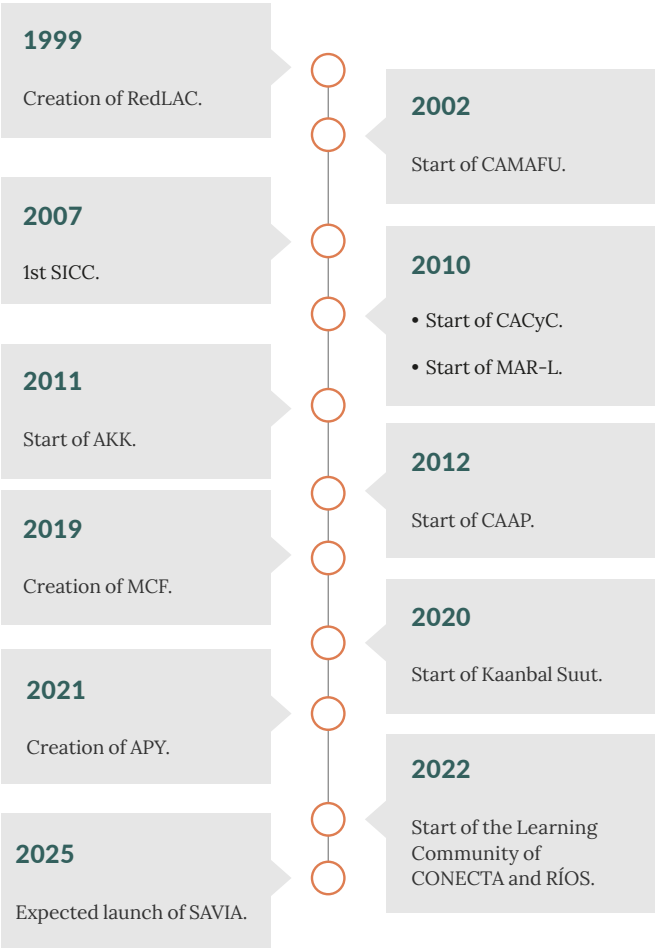 1999
Creation of RedLAC.
2002
Start of CAMAFU.
2007
1st SICC.
2010
• Start of CACyC.
• Start of MAR-L.
2011
Start of AKK.
2012
Start of CAAP.
2019
Creation of MCF.
2020
Start of Kaanbal Suut.
2021
Creation of APY.
2022
Start of the Learning
Community of
CONECTA and RÍOS.
2025
Expected launch of SAVIA.